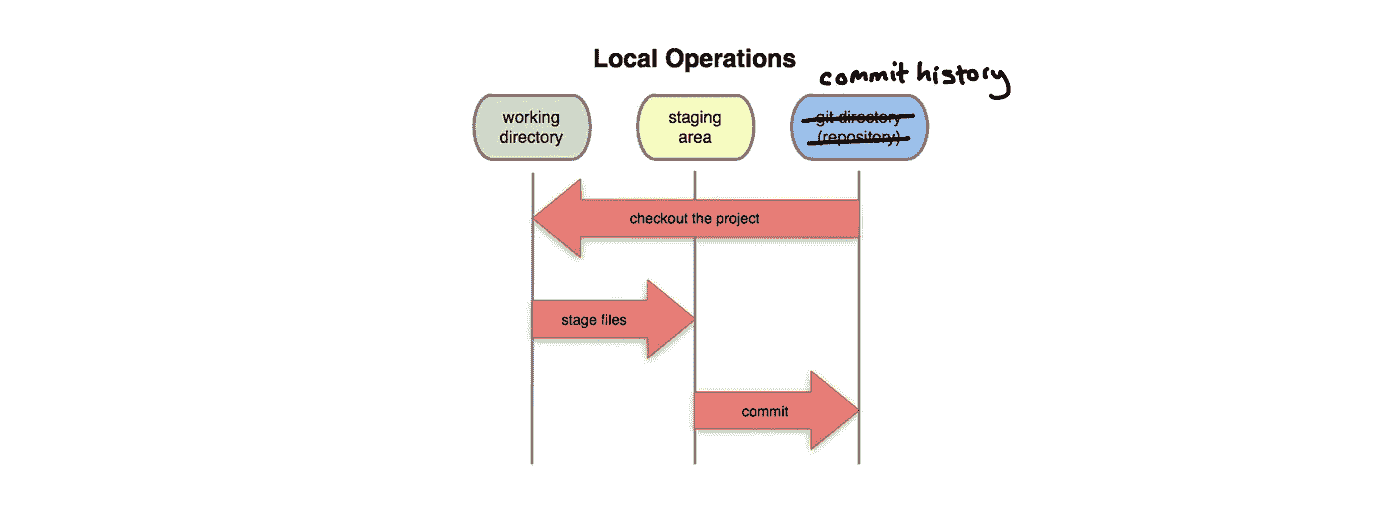 Local Operations
commit history
working
directory
staging
area
git directory
(repository)
checkout the project
stage files
commit